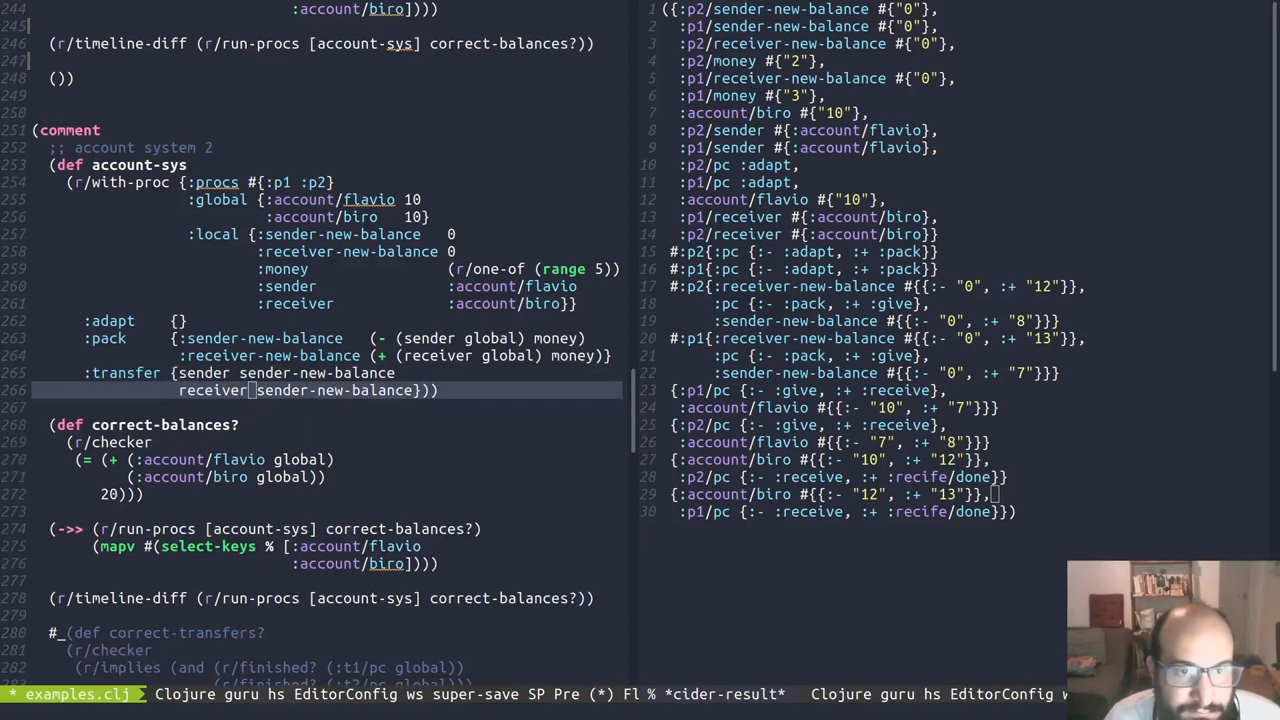 244 :account/biro])))
245
246 (r/timeline-diff (r/run-procs [account-sys] correct-balances?))
247
248 ())
249
250
251 (comment
252 ;; account system 2
253 (def account-sys
254 (r/with-proc {:procs #{:p1 :p2}
255 :global {:account/flavio 10
256 :account/biro 10}
257 :local {:sender-new-balance 0
258 :receiver-new-balance 0
259 :money (r/one-of (range 5))
260 :sender :account/flavio
261 :receiver :account/biro}}
262 :adapt {}
263 :pack {:sender-new-balance (- (sender global) money)
264 :receiver-new-balance (+ (receiver global) money)}
265 :transfer {sender sender-new-balance
266 receiver sender-new-balance}))
267
268 (def correct-balances?
269 (r/checker
270 (= (+ (:account/flavio global)
271 (:account/biro global))
272 20)))
273
274 (->> (r/run-procs [account-sys] correct-balances?)
275 (mapv #(select-keys % [:account/flavio
276 :account/biro])))
277
278 (r/timeline-diff (r/run-procs [account-sys] correct-balances?))
279
280 #_(def correct-transfers?
281 (r/checker
282 (r/implies (and (r/finished? (:t1/pc global))
* examples.clj Clojure guru hs EditorConfig ws super-save SP Pre (*) Fl
1 ({:p2/sender-new-balance #{"0"},
2 :p1/sender-new-balance #{"0"},
3 :p2/receiver-new-balance #{"0"},
4 :p2/money #{"2"},
5 :p1/receiver-new-balance #{"0"},
6 :p1/money #{"3"},
7 :account/biro #{"10"},
8 :p2/sender #{:account/flavio},
9 :p1/sender #{:account/flavio},
10 :p2/pc :adapt,
11 :p1/pc :adapt,
12 :account/flavio #{"10"},
13 :p1/receiver #{:account/biro},
14 :p2/receiver #{:account/biro}}
15 #:p2{:pc {:- :adapt, :+ :pack}}
16 #:p1{:pc {:- :adapt, :+ :pack}}
17 #:p2{:receiver-new-balance #{{:- "0", :+ "12"}},
18 :pc {:- :pack, :+ :give},
19 :sender-new-balance #{{:- "0", :+ "8"}}}
20 #:p1{:receiver-new-balance #{{:- "0", :+ "13"}},
21 :pc {:- :pack, :+ :give},
22 :sender-new-balance #{{:- "0", :+ "7"}}}
23 {:p1/pc {:- :give, :+ :receive},
24 :account/flavio #{{:- "10", :+ "7"}}}
25 {:p2/pc {:- :give, :+ :receive},
26 :account/flavio #{{:- "7", :+ "8"}}}
27 {:account/biro #{{:- "10", :+ "12"}},
28 :p2/pc {:- :receive, :+ :recife/done}}
29 {:account/biro #{{:- "12", :+ "13"}},
30 :p1/pc {:- :receive, :+ :recife/done}})
% *cider-result* Clojure guru hs EditorConfig ws